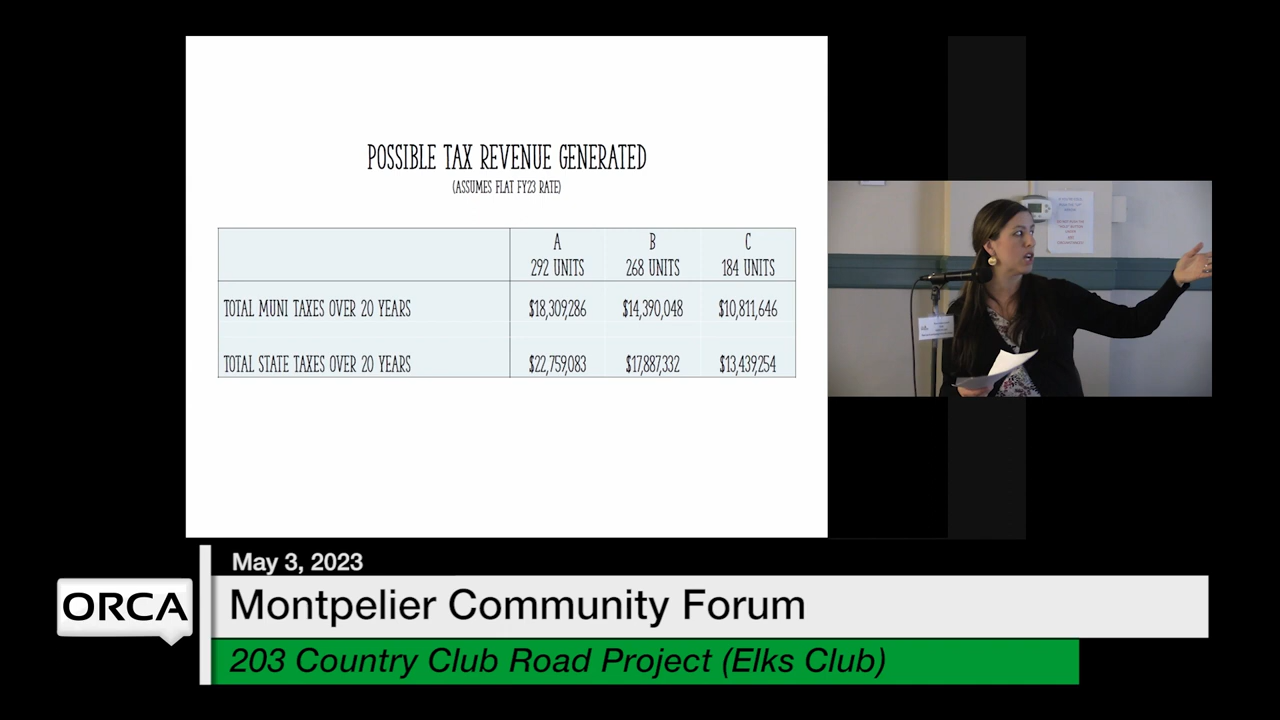 POSSIBLE TAX REVENUE GENERATED
(ASSUMES FLAT FY23 RATE)
A B C
292 UNITS 268 UNITS 184 UNITS
TOTAL MUNI TAXES OVER 20 YEARS $18,309,286 $14,390,048 $10,811,646
TOTAL STATE TAXES OVER 20 YEARS $22,759,083 $17,887,332 $13,439,254
May 3, 2023
ORCA
Montpelier Community Forum
203 Country Club Road Project (Elks Club)